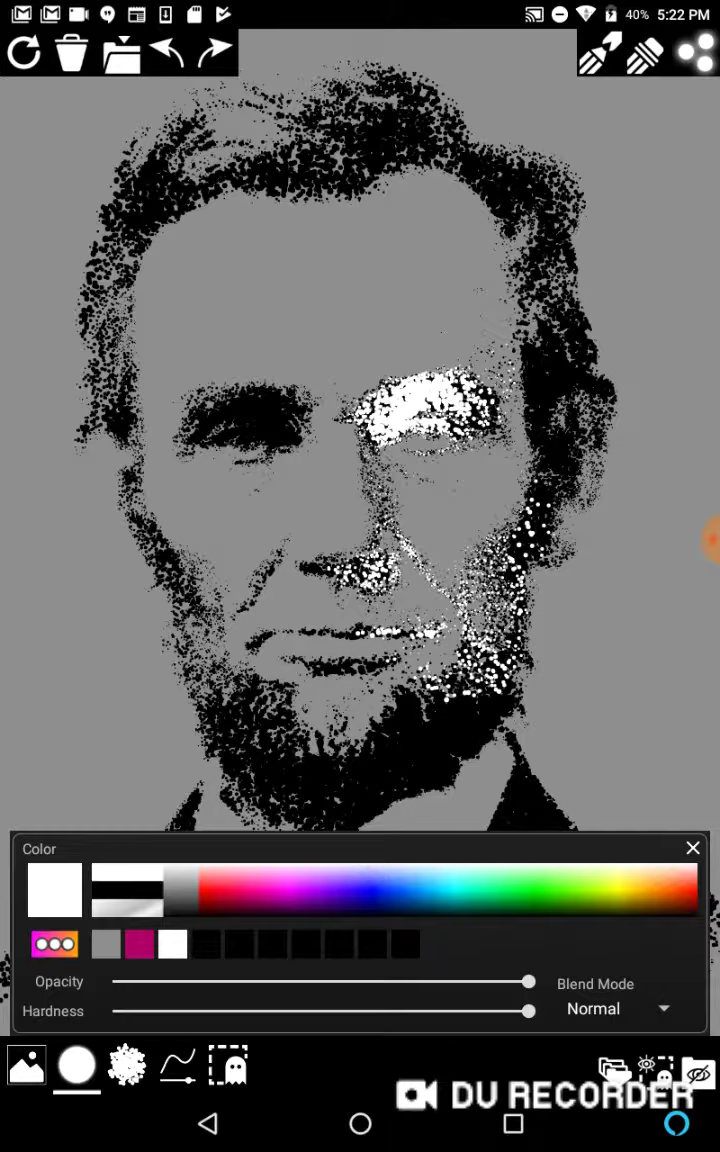 40% 5:22 PM
Color
Opacity
Blend Mode
Hardness
Normal
DU RECORDER